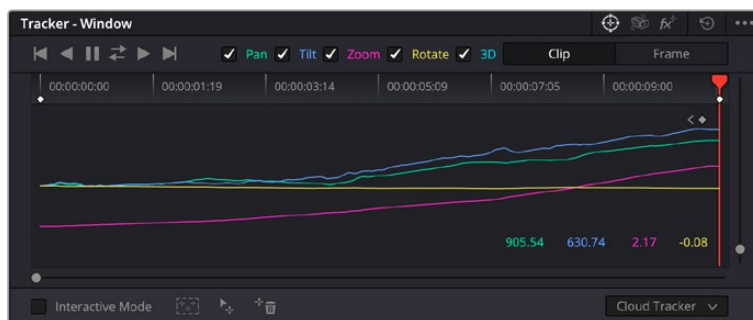 Tracker - Window
Pan Tilt Zoom Rotate 3D Clip Frame
00:00:00:00 00:00:01:19 00:00:03:14 00:00:05:09 00:00:07:05 00:00:09:00
905.54 630.74 2.17 -0.08
Interactive Mode Cloud Tracker